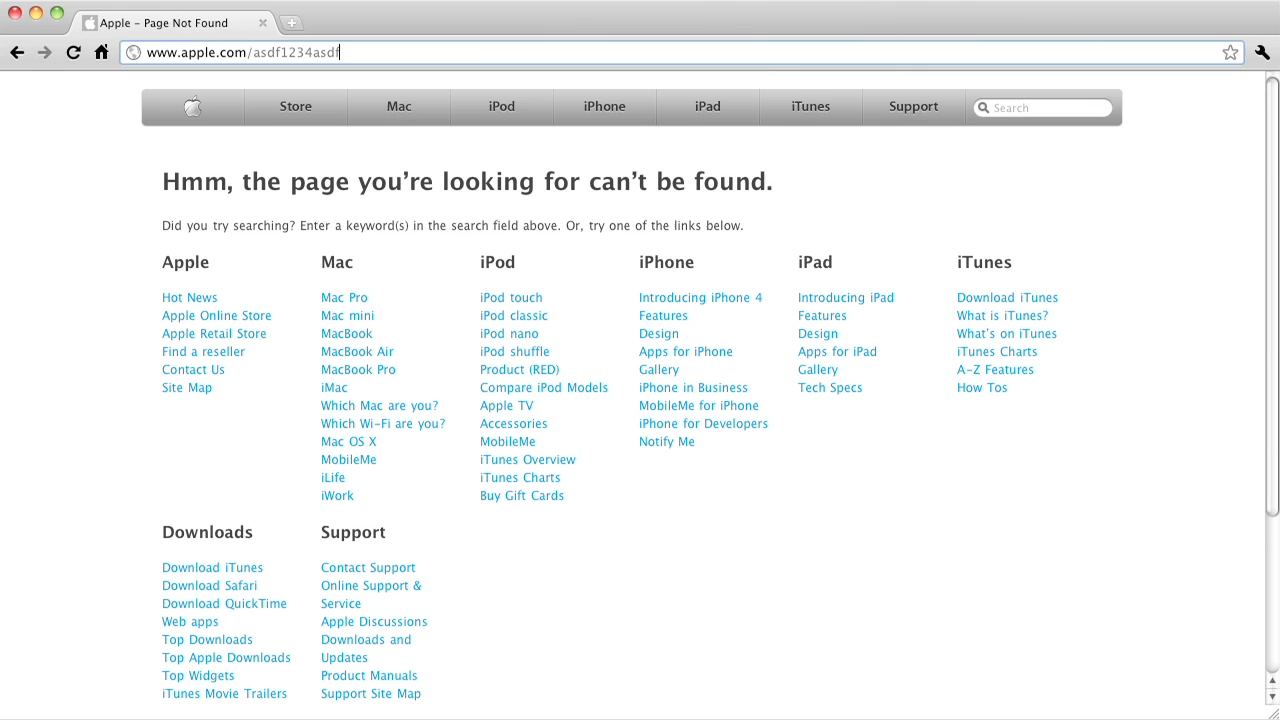 Apple – Page Not Found
www.apple.com/asdf1234asdf
Store Mac iPod iPhone iPad iTunes Support Search
Hmm, the page you're looking for can't be found.
Did you try searching? Enter a keyword(s) in the search field above. Or, try one of the links below.
Apple
Hot News
Apple Online Store
Apple Retail Store
Find a reseller
Contact Us
Site Map
Mac
Mac Pro
Mac mini
MacBook
MacBook Air
MacBook Pro
iMac
Which Mac are you?
Which Wi-Fi are you?
Mac OS X
MobileMe
iLife
iWork
iPod
iPod touch
iPod classic
iPod nano
iPod shuffle
Product (RED)
Compare iPod Models
Apple TV
Accessories
MobileMe
iTunes Overview
iTunes Charts
Buy Gift Cards
iPhone
Introducing iPhone 4
Features
Design
Apps for iPhone
Gallery
iPhone in Business
MobileMe for iPhone
iPhone for Developers
Notify Me
iPad
Introducing iPad
Features
Design
Apps for iPad
Gallery
Tech Specs
iTunes
Download iTunes
What is iTunes?
What's on iTunes
iTunes Charts
A-Z Features
How Tos
Downloads
Download iTunes
Download Safari
Download QuickTime
Web apps
Top Downloads
Top Apple Downloads
Top Widgets
iTunes Movie Trailers
Support
Contact Support
Online Support &
Service
Apple Discussions
Downloads and
Updates
Product Manuals
Support Site Map